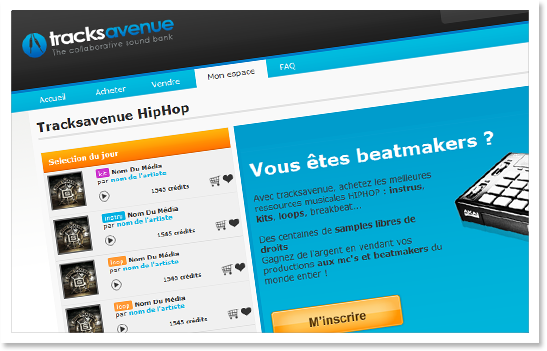 tracksavenue
The collaborative sound bank
Accueil
Acheter
Vendre
Mon espace
FAQ
Tracksavenue HipHop
Selection du jour
kit Nom Du Média
par nom de l'artiste
1545 crédits
instru Nom Du Média
par nom de l'artiste
1545 crédits
loop Nom Du Média
par nom de l'artiste
1545 crédits
loop Nom Du Média
par nom de l'artiste
1545 crédits
Vous êtes beatmakers ?
Avec tracksavenue, achetez les meilleures
ressources musicales HIPHOP : instrus,
kits, loops, breakbeat...
Des centaines de samples libres de
droits
Gagnez de l'argent en vendant vos
productions aux mc's et beatmakers du
monde entier !
M'inscrire
AKAI